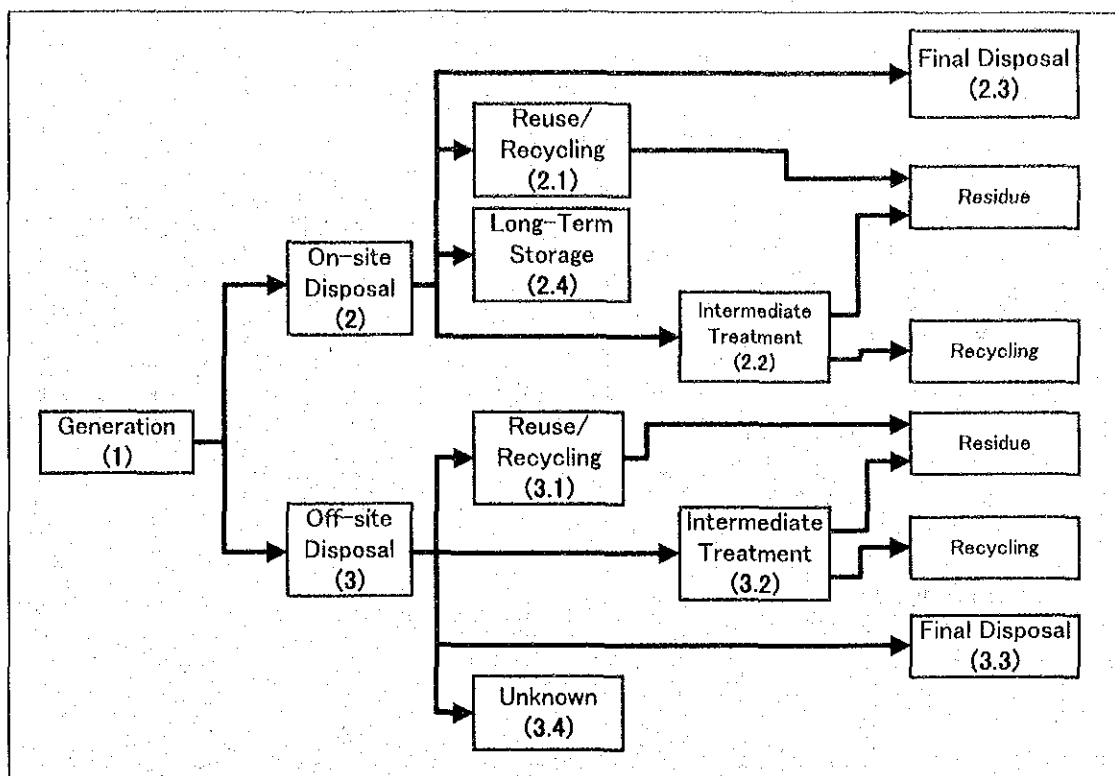 Final Disposal
(2.3)
Reuse/
Recycling
(2.1)
Residue
Long-Term
Storage
(2.4)
On-site
Disposal
(2)
Intermediate
Treatment
(2.2)
Recycling
Generation
(1)
Reuse/
Recycling
(3.1)
Residue
Off-site
Disposal
(3)
Intermediate
Treatment
(3.2)
Recycling
Final Disposal
(3.3)
Unknown
(3.4)